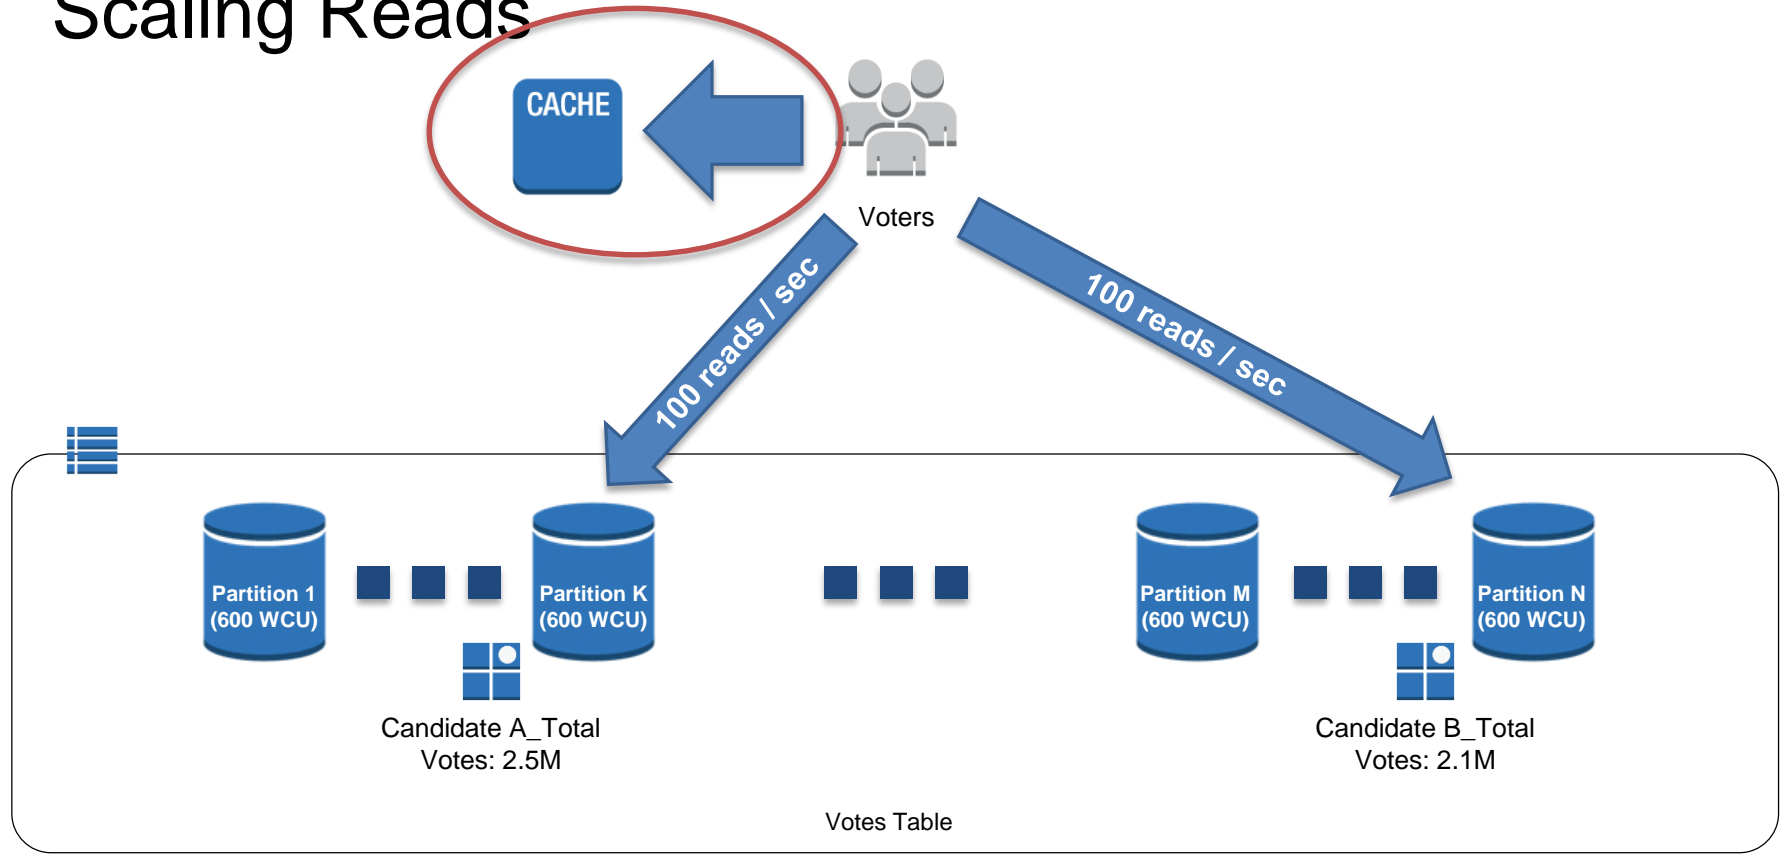 Scaling Reads
CACHE
Voters
100 reads / sec
100 reads / sec
Partition 1
(600 WCU)
Partition K
(600 WCU)
Partition M
(600 WCU)
Partition N
(600 WCU)
Candidate A_Total
Votes: 2.5M
Candidate B_Total
Votes: 2.1M
Votes Table